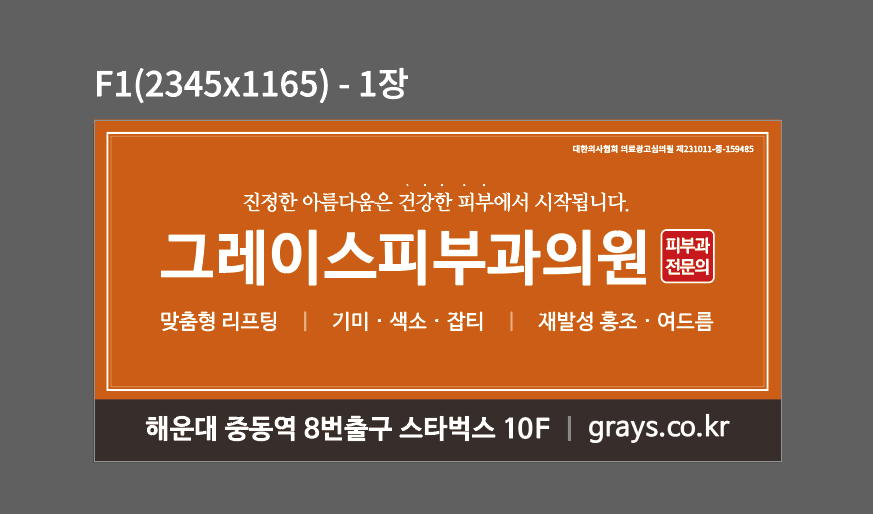 F1(2345x1165) - 1장
대한의사협회 의료광고심의필 제231011-중-159485
진정한 아름다움은 건강한 피부에서 시작됩니다.
그레이스피부과의원 피부과 전문의
맞춤형 리프팅 | 기미 · 색소 · 잡티 | 재발성 홍조 · 여드름
해운대 중동역 8번출구 스타벅스 10F | grays.co.kr